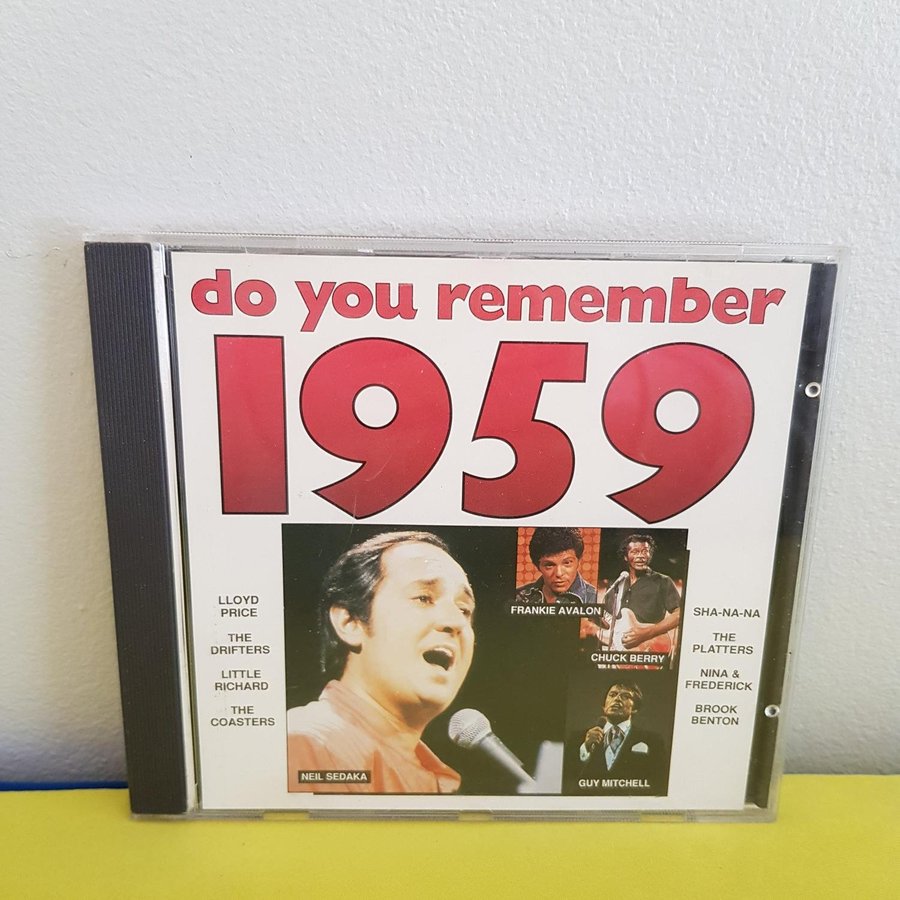 do you remember
1959
LLOYD
PRICE
THE
DRIFTERS
LITTLE
RICHARD
THE
COASTERS
NEIL SEDAKA
FRANKIE AVALON
CHUCK BERRY
GUY MITCHELL
SHA-NA-NA
THE
PLATTERS
NINA &
FREDERICK
BROOK
BENTON